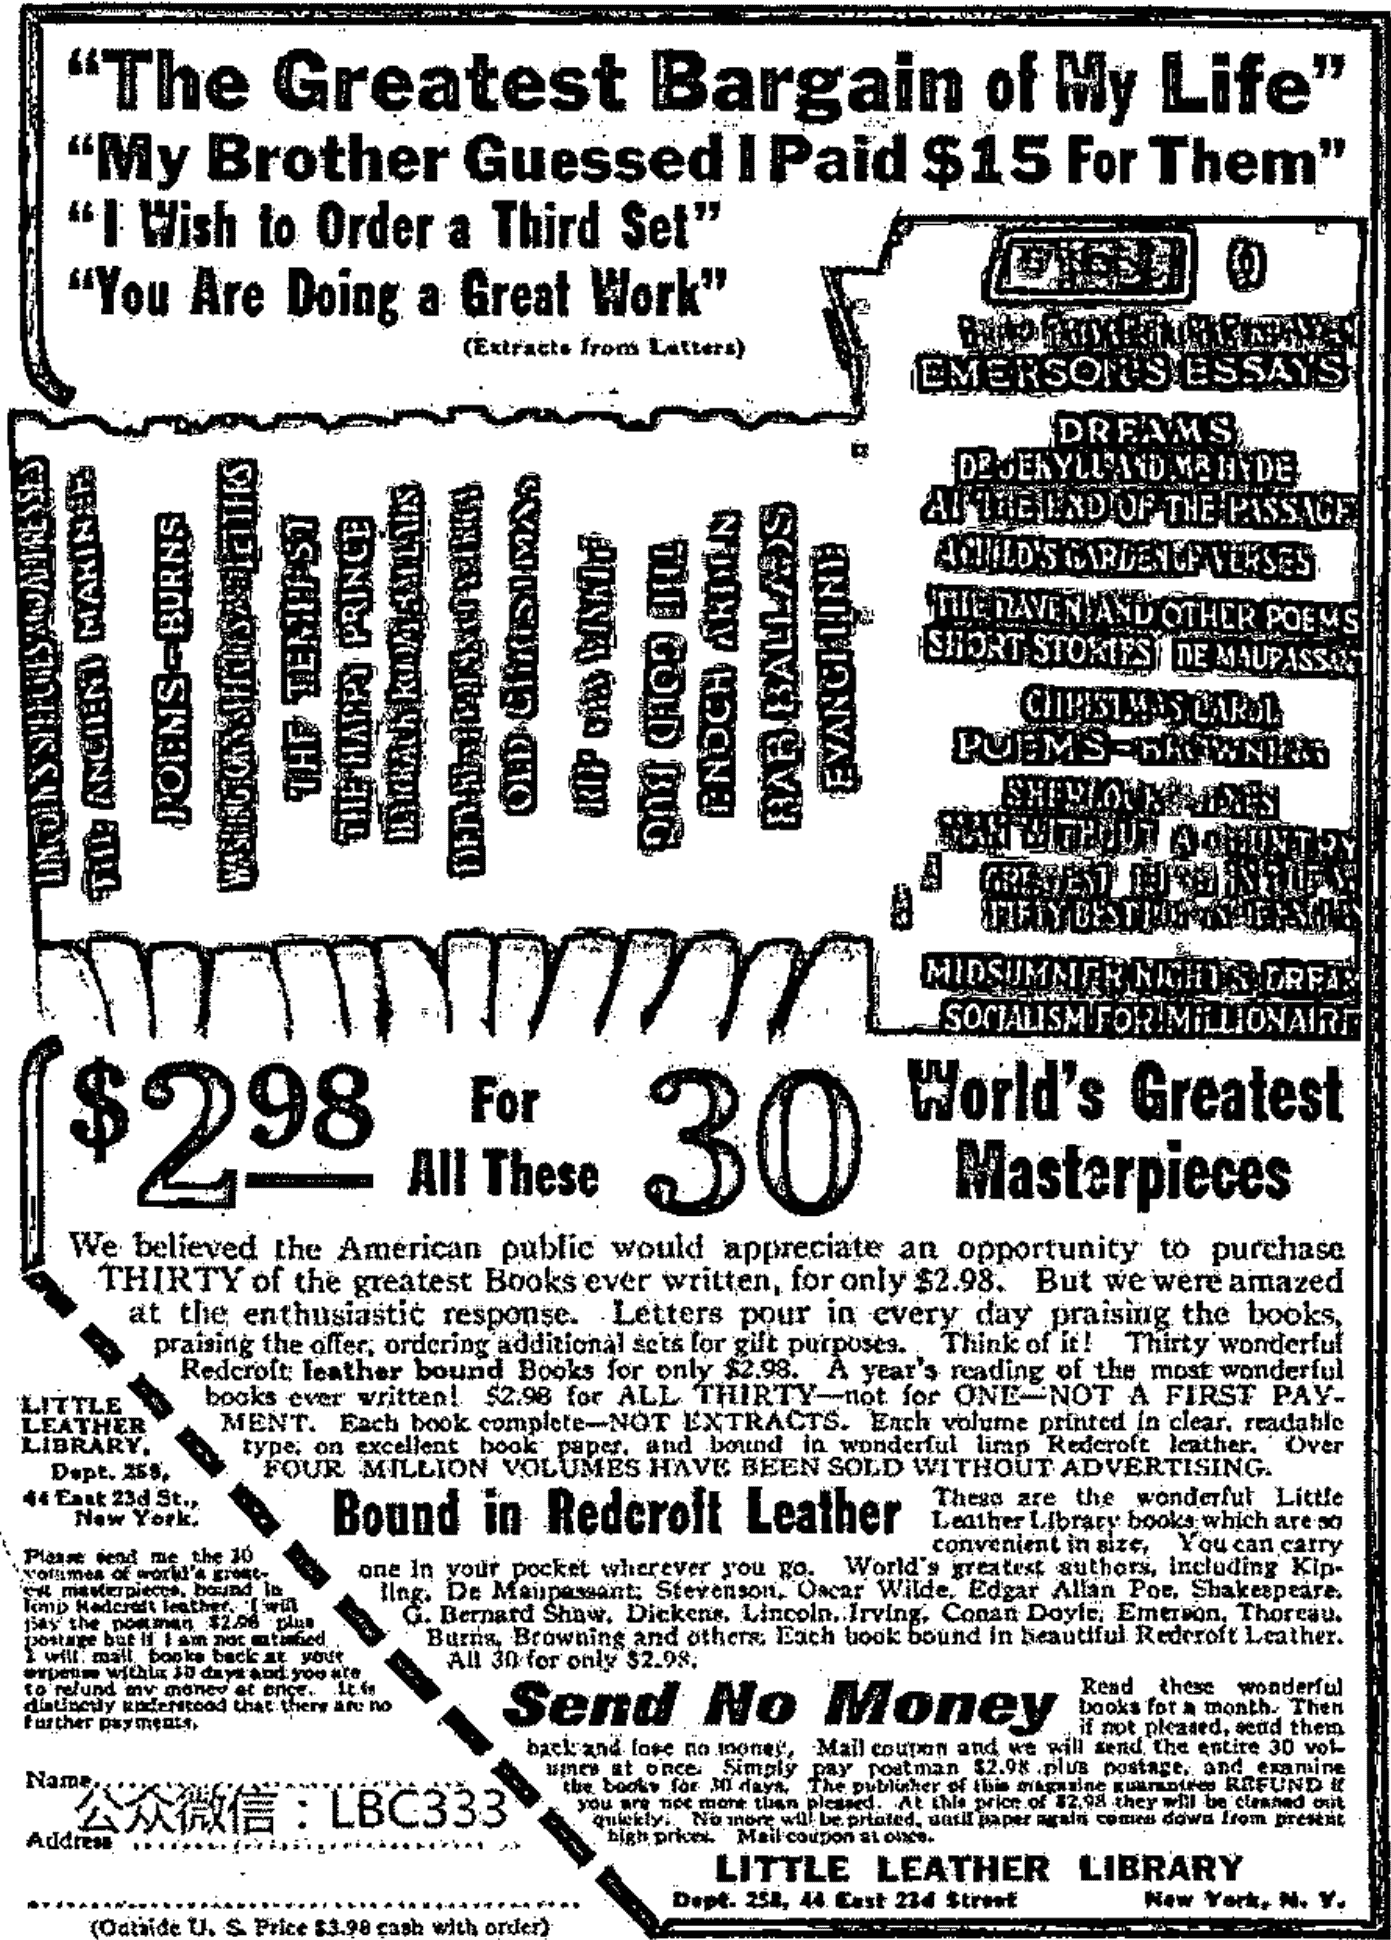 “The Greatest Bargain of My Life”
“My Brother Guessed I Paid $15 For Them”
“I Wish to Order a Third Set”
“You Are Doing a Great Work”
(Extracts from Letters)
EMERSON'S ESSAYS
DREAMS
DR JEKYLL AND MR HYDE
AT THE END OF THE PASSAGE
A CHILD'S GARDEN OF VERSES
THE RAVEN AND OTHER POEMS
SHORT STORIES DE MAUPASSAN
CHRISTMAS CAROL
POEMS-BROWNING
MAN WITHOUT A COUNTRY
MIDSUMMER NIGHT'S DREA
SOCIALISM FOR MILLIONAIRE
LINCOLN'S SPEECHES AND ADDRESSES
THE ANCIENT MARINER
POEMS-BURNS
THE TEMPEST
THE HAPPY PRINCE
OLD CHRISTMAS
RIP VAN WINKLE
THE GOLD BUG
ENOCH ARDEN
BAB BALLADS
EVANGELINE
$2.98 For All These 30 World's Greatest Masterpieces
We believed the American public would appreciate an opportunity to purchase
THIRTY of the greatest Books ever written, for only $2.98. But we were amazed
at the enthusiastic response. Letters pour in every day praising the books,
praising the offer, ordering additional sets for gift purposes. Think of it! Thirty wonderful
Redcroft leather bound Books for only $2.98. A year's reading of the most wonderful
books ever written! $2.98 for ALL THIRTY—not for ONE—NOT A FIRST PAY-
MENT. Each book complete—NOT EXTRACTS. Each volume printed in clear, readable
type, on excellent book paper, and bound in wonderful limp Redcroft leather. Over
FOUR MILLION VOLUMES HAVE BEEN SOLD WITHOUT ADVERTISING.
Bound in Redcroft Leather
These are the wonderful Little
Leather Library books which are so
convenient in size. You can carry
one in your pocket wherever you go. World's greatest authors, including Kip-
ling, De Maupassant, Stevenson, Oscar Wilde, Edgar Allan Poe, Shakespeare,
G. Bernard Shaw, Dickens, Lincoln, Irving, Conan Doyle, Emerson, Thoreau,
Burns, Browning and others. Each book bound in beautiful Redcroft Leather.
All 30 for only $2.98.
Send No Money
Read these wonderful
books for a month. Then
if not pleased, send them
back and lose no money. Mail coupon and we will send the entire 30 vol-
umes at once. Simply pay postman $2.98 plus postage, and examine
the books for 30 days. The publisher of this magazine guarantees REFUND if
you are not more than pleased. At this price of $2.98 they will be cleaned out
quickly. No more will be printed, until paper again comes down from present
high prices. Mail coupon at once.
LITTLE LEATHER LIBRARY
Dept. 258, 44 East 23d Street New York, N. Y.
LITTLE
LEATHER
LIBRARY,
Dept. 258,
44 East 23d St.,
New York.
Please send me the 30
volumes of world's great-
est masterpieces, bound in
limp Redcroft leather. I will
pay the postman $2.98 plus
postage but if I am not satisfied
I will mail books back at your
expense within 30 days and you are
to refund my money at once. It is
distinctly understood that there are no
further payments.
Name
公众微信：LBC333
Address
(Outside U. S. Price $3.98 cash with order)